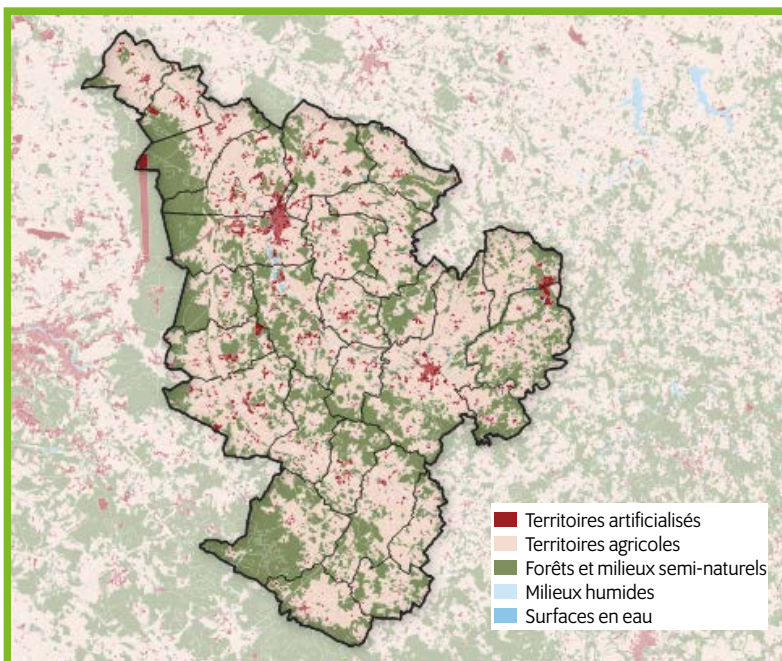 Territoires artificialisés
Territoires agricoles
Forêts et milieux semi-naturels
Milieux humides
Surfaces en eau